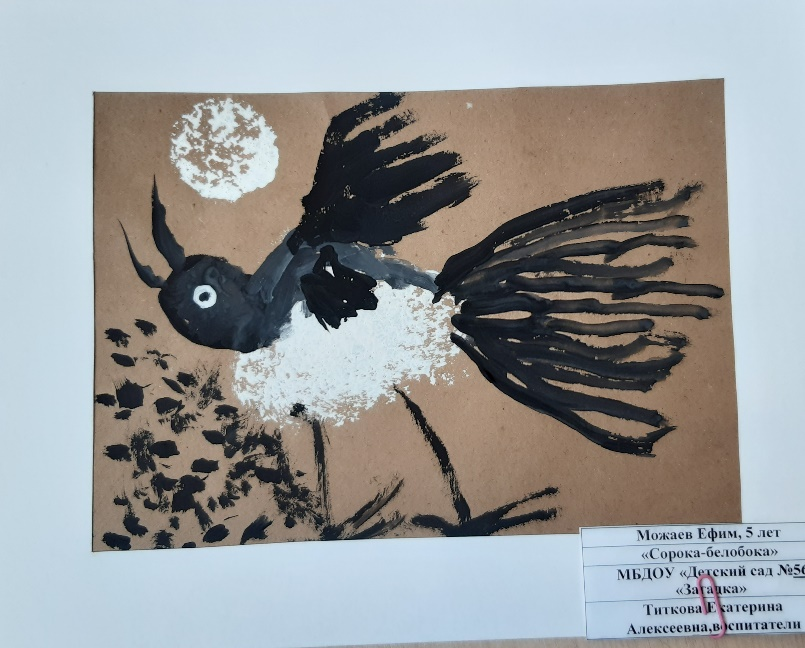 Можаев Ефим, 5 лет
«Сорока-белобока»
МБДОУ «Детский сад №56
«Загадка»
Титкова Екатерина
Алексеевна,воспитатели